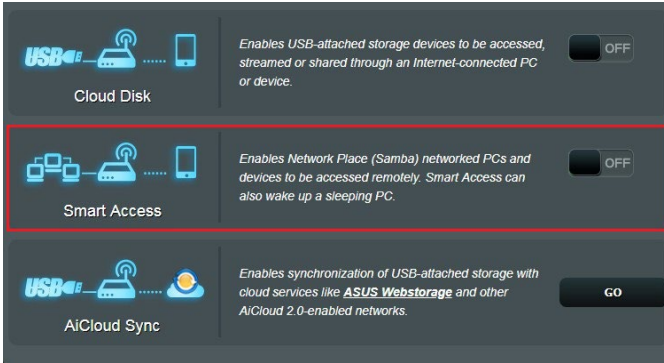 USB
Cloud Disk
Enables USB-attached storage devices to be accessed,
streamed or shared through an Internet-connected PC
or device.
OFF
Smart Access
Enables Network Place (Samba) networked PCs and
devices to be accessed remotely. Smart Access can
also wake up a sleeping PC.
OFF
USB
AiCloud Sync
Enables synchronization of USB-attached storage with
cloud services like ASUS Webstorage and other
AiCloud 2.0-enabled networks.
GO